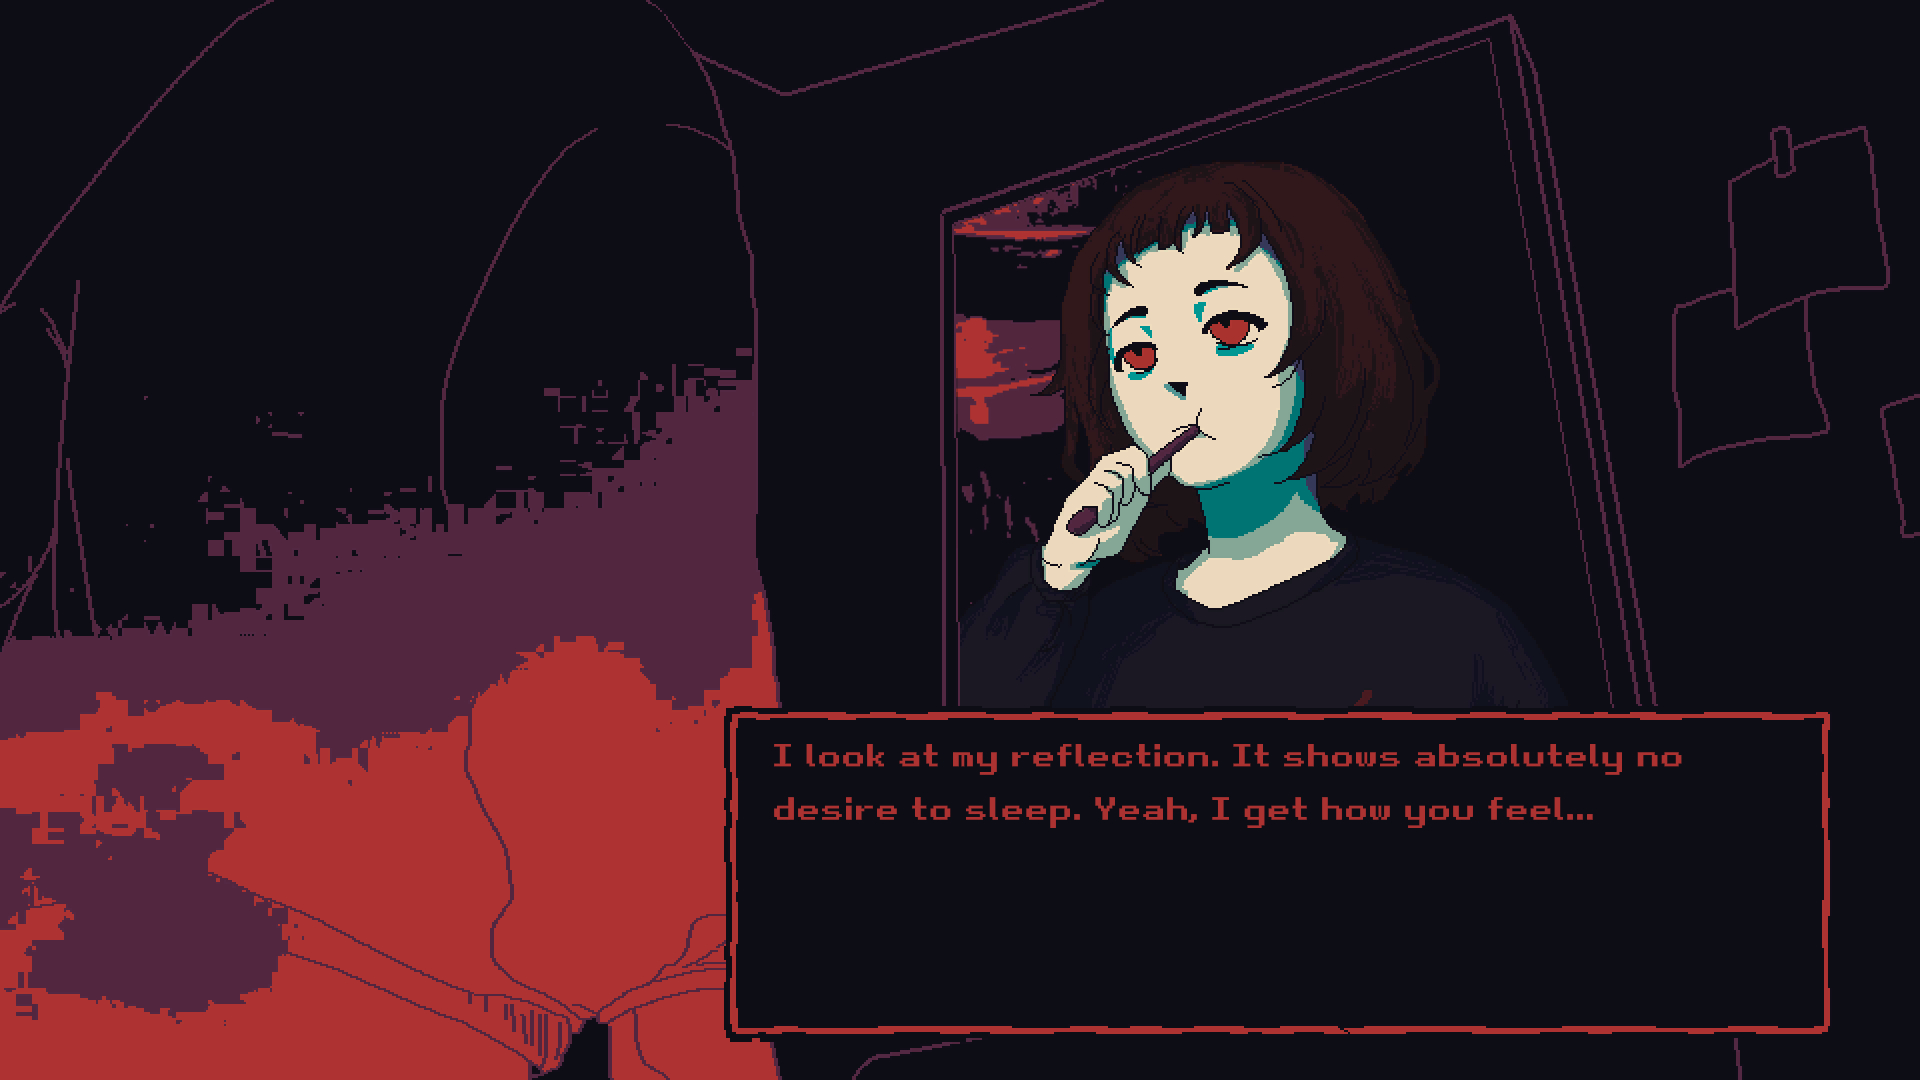 I look at my reflection. It shows absolutely no
desire to sleep. Yeah, I get how you feel...